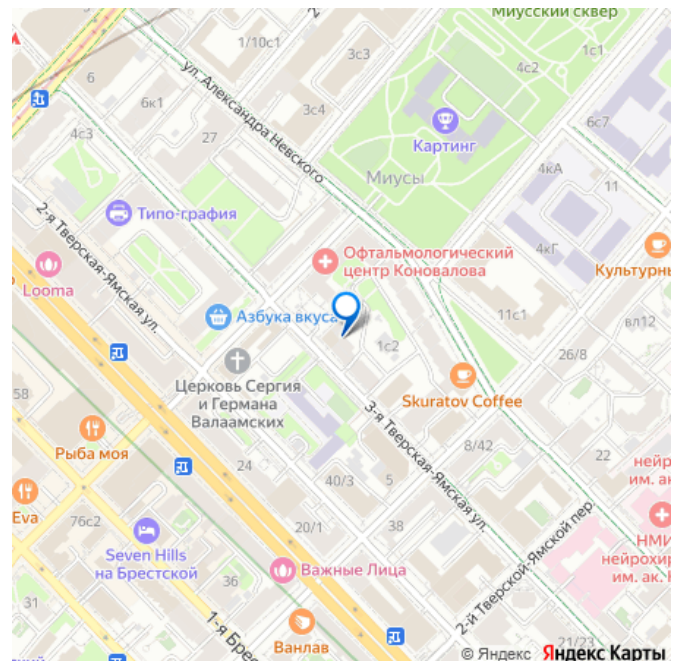 Миусский сквер
1/10с1
3с3
4с2
1с1
6
6к1
3с4
ул. Александра Невского
Картинг
6с7
4с3
27
4кА
11
Миусы
Типо-графия
2-я Тверская-Ямская ул.
Офтальмологический
центр Коновалова
4кГ
Культурны
Looma
Азбука вкуса
11с1
вл12
1с2
26/8
Церковь Сергия
и Германа
Валаамских
58
Skuratov Coffee
3-я Тверская-Ямская ул.
Рыба моя
8/42
22
нейр
им. ак
24
40/3
5
Eva
76с2
20/1
38
НМИ
нейрохир
им. ак. Н
Seven Hills
на Брестской
36
Важные Лица
2-й Тверской-Ямской пер.
31
1-я Брес
Ванлав
21/23
© Яндекс Яндекс Карты